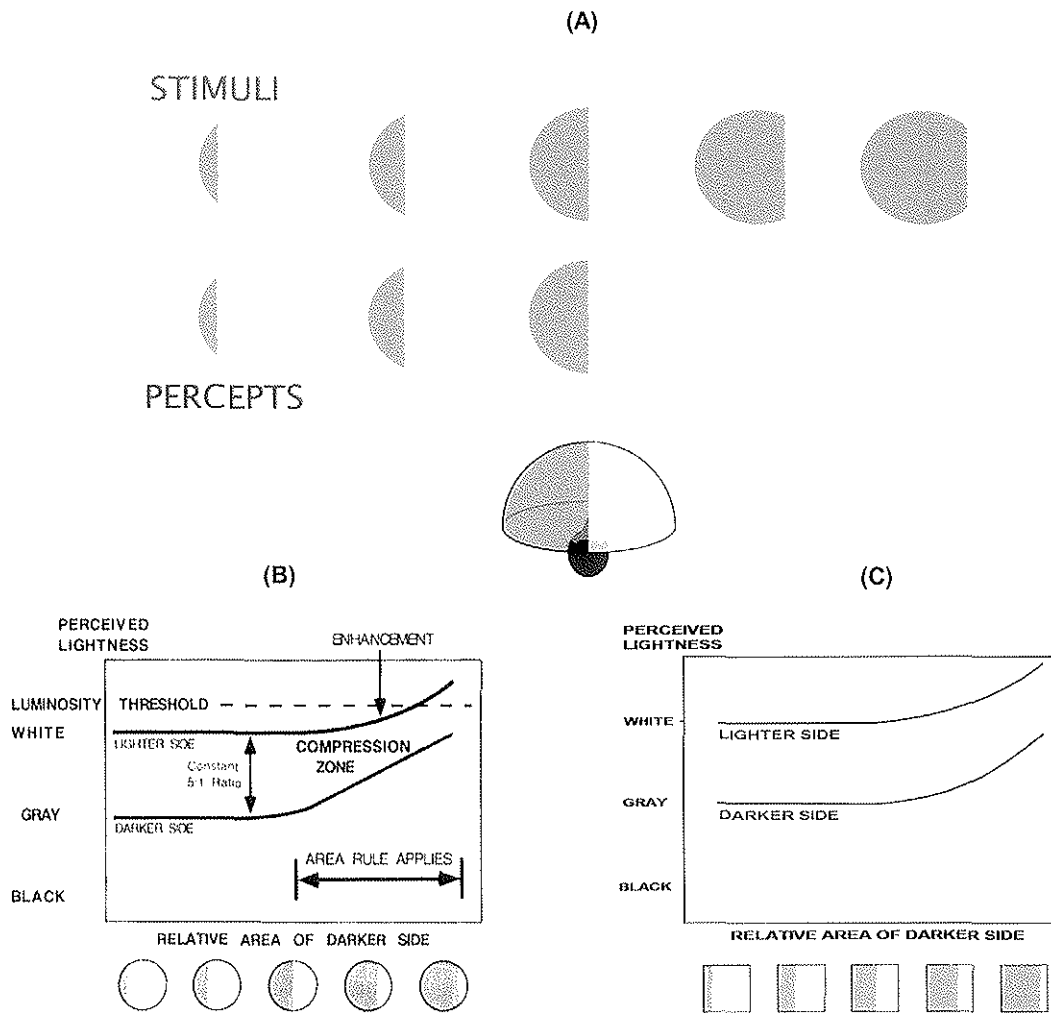 (A)
STIMULI
PERCEPTS
(B)
PERCEIVED
LIGHTNESS
ENHANCEMENT
LUMINOSITY THRESHOLD
WHITE
LIGHTER SIDE
COMPRESSION
ZONE
Constant
5:1 Ratio
GRAY
DARKER SIDE
AREA RULE APPLIES
BLACK
RELATIVE AREA OF DARKER SIDE
(C)
PERCEIVED
LIGHTNESS
WHITE
LIGHTER SIDE
GRAY
DARKER SIDE
BLACK
RELATIVE AREA OF DARKER SIDE